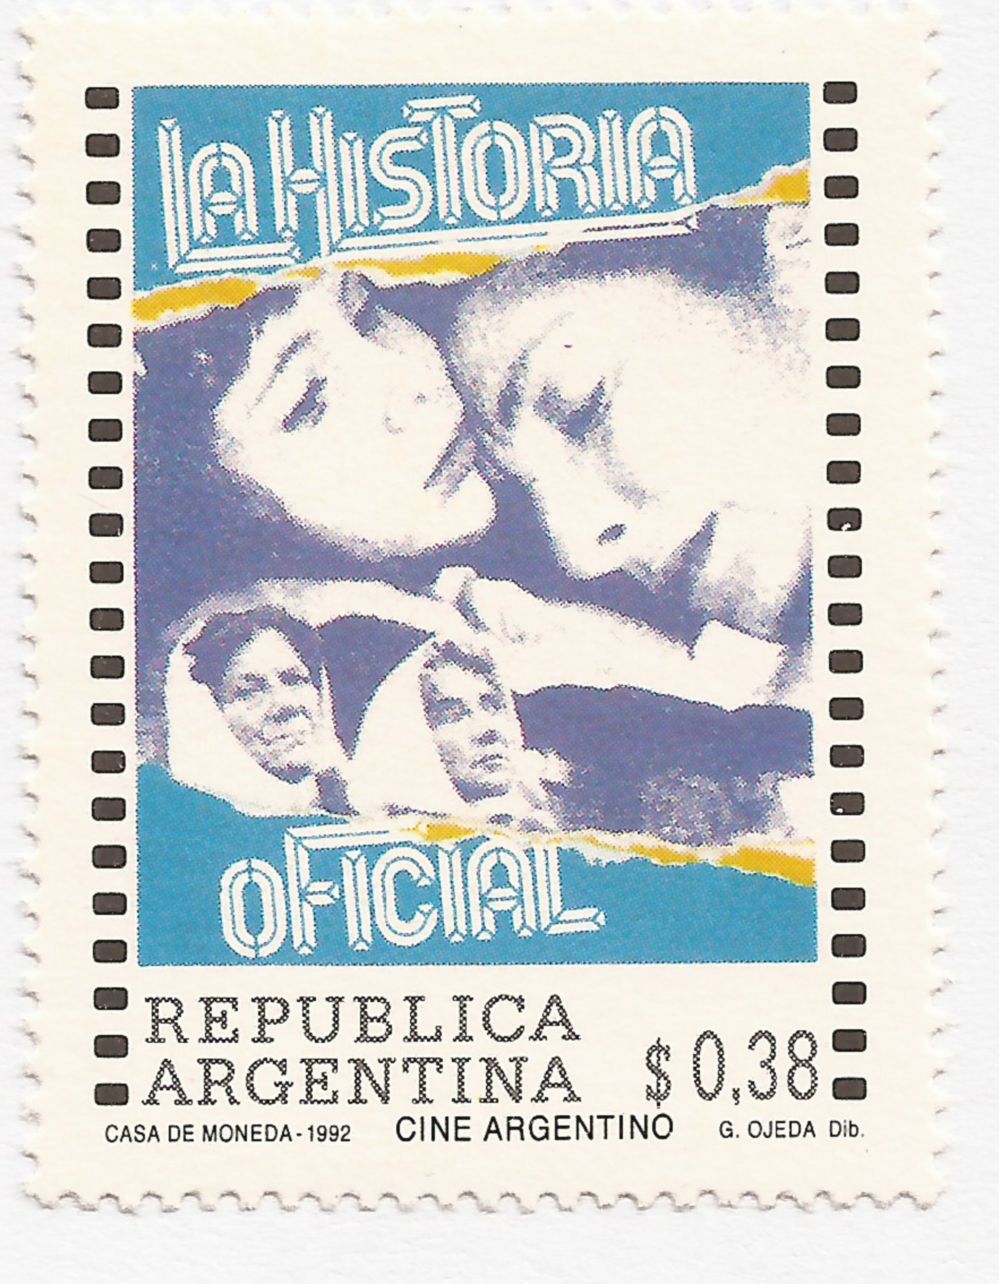 LA HISTORIA
OFICIAL
REPUBLICA
ARGENTINA $ 0,38
CASA DE MONEDA-1992 CINE ARGENTINO G. OJEDA Dib.